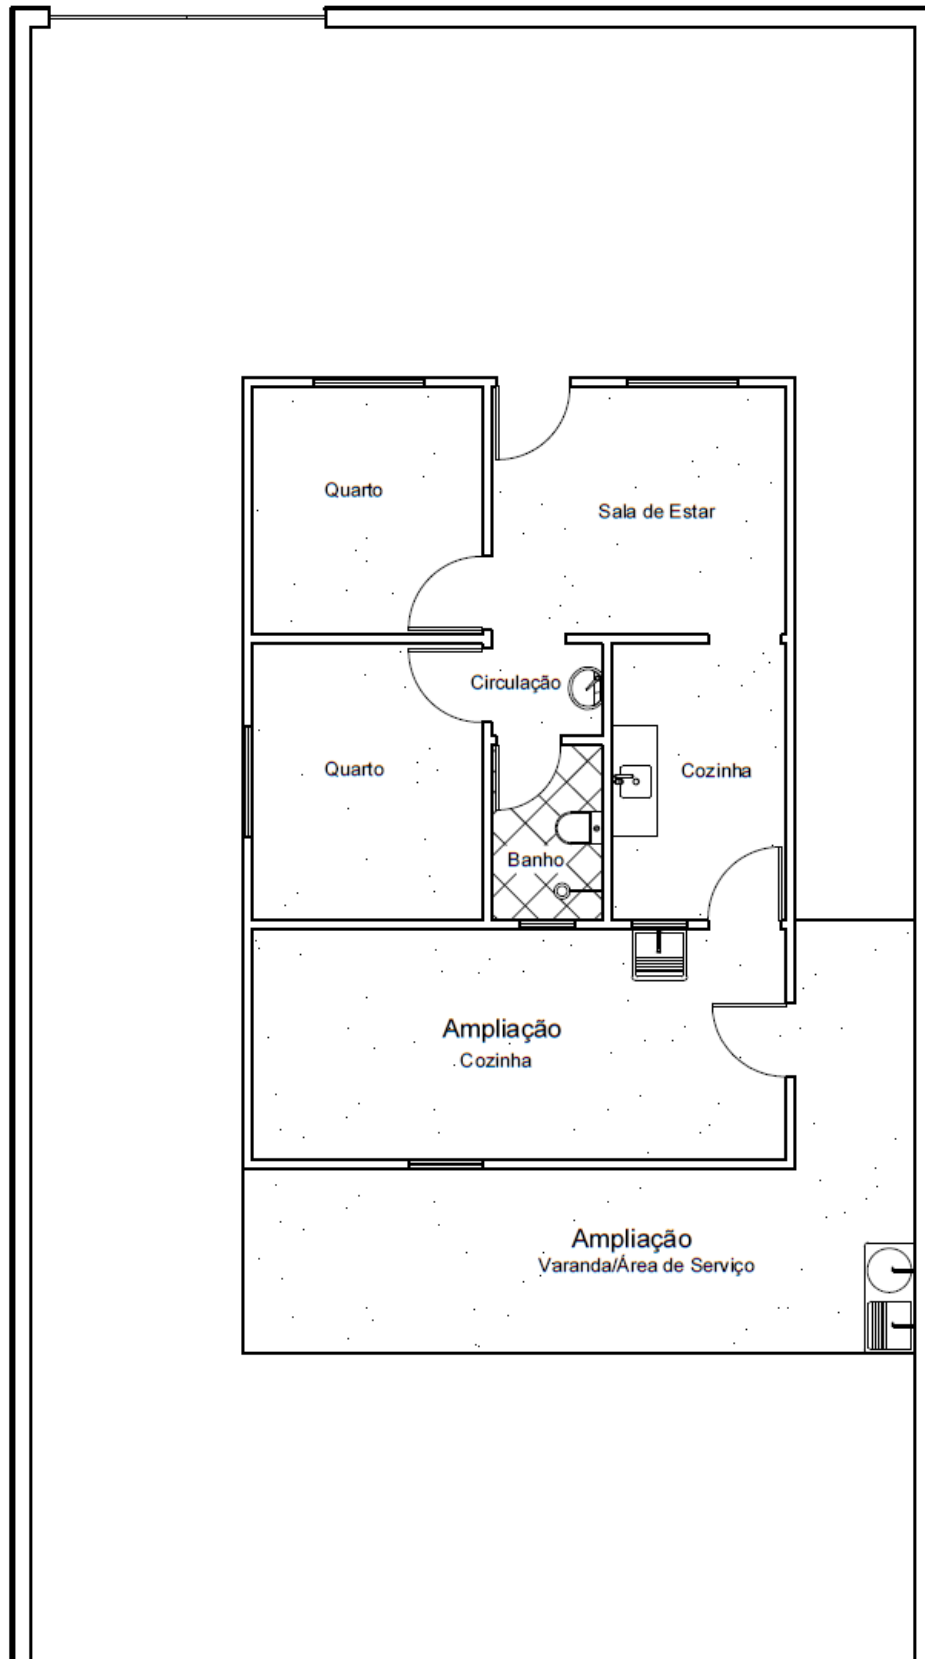 Quarto
Sala de Estar
Circulação
Quarto
Cozinha
Banho
Ampliação
Cozinha
Ampliação
Varanda/Área de Serviço